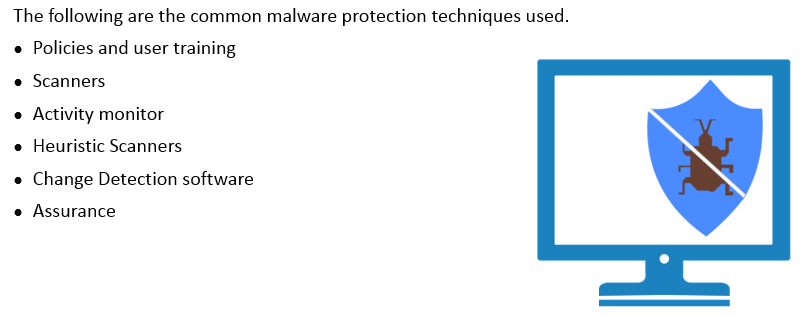 The following are the common malware protection techniques used.
• Policies and user training
• Scanners
• Activity monitor
• Heuristic Scanners
• Change Detection software
• Assurance